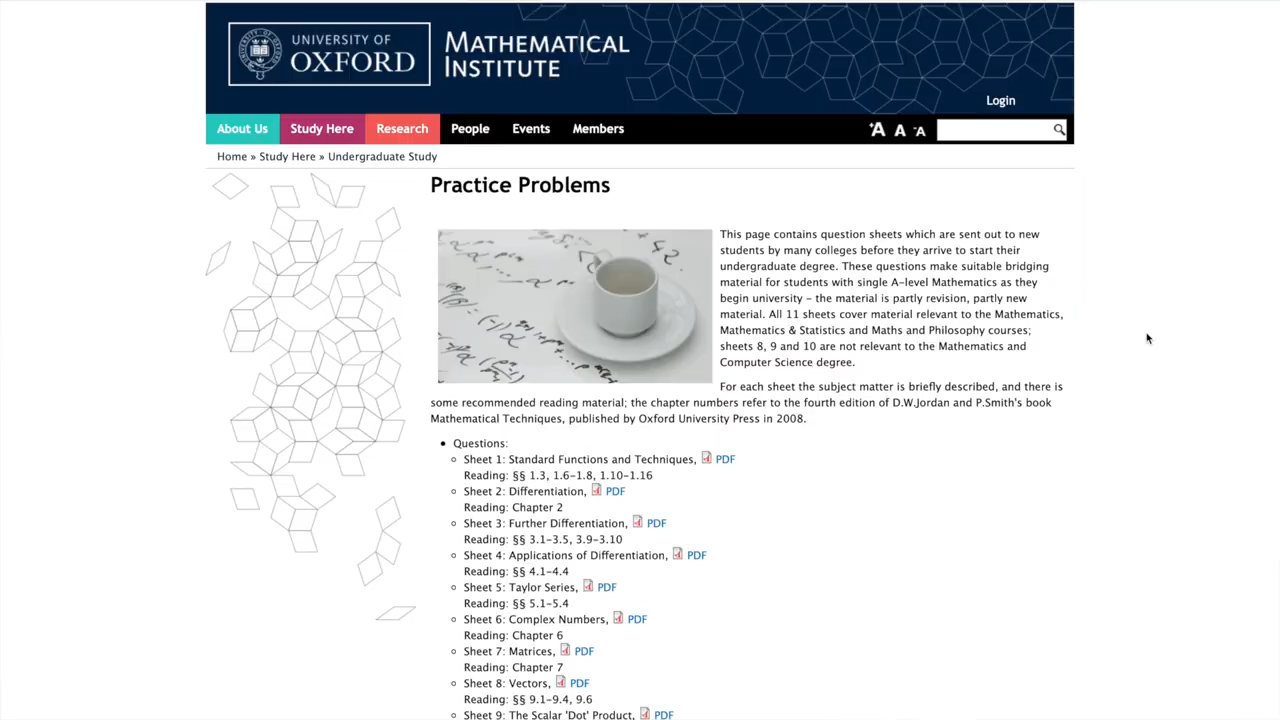 UNIVERSITY OF
OXFORD
MATHEMATICAL
INSTITUTE
Login
About Us
Study Here
Research
People
Events
Members
+A A -A
Home » Study Here » Undergraduate Study
Practice Problems
This page contains question sheets which are sent out to new
students by many colleges before they arrive to start their
undergraduate degree. These questions make suitable bridging
material for students with single A-level Mathematics as they
begin university – the material is partly revision, partly new
material. All 11 sheets cover material relevant to the Mathematics,
Mathematics & Statistics and Maths and Philosophy courses;
sheets 8, 9 and 10 are not relevant to the Mathematics and
Computer Science degree.
For each sheet the subject matter is briefly described, and there is
some recommended reading material; the chapter numbers refer to the fourth edition of D.W.Jordan and P.Smith's book
Mathematical Techniques, published by Oxford University Press in 2008.
• Questions:
◦ Sheet 1: Standard Functions and Techniques, PDF
Reading: §§ 1.3, 1.6–1.8, 1.10–1.16
◦ Sheet 2: Differentiation, PDF
Reading: Chapter 2
◦ Sheet 3: Further Differentiation, PDF
Reading: §§ 3.1–3.5, 3.9–3.10
◦ Sheet 4: Applications of Differentiation, PDF
Reading: §§ 4.1–4.4
◦ Sheet 5: Taylor Series, PDF
Reading: §§ 5.1–5.4
◦ Sheet 6: Complex Numbers, PDF
Reading: Chapter 6
◦ Sheet 7: Matrices, PDF
Reading: Chapter 7
◦ Sheet 8: Vectors, PDF
Reading: §§ 9.1–9.4, 9.6
◦ Sheet 9: The Scalar 'Dot' Product, PDF